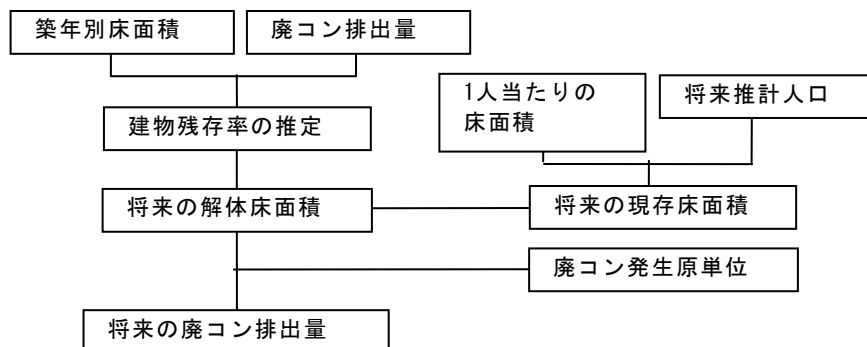 築年別床面積
廃コン排出量
1人当たりの
床面積
将来推計人口
建物残存率の推定
将来の解体床面積
将来の現存床面積
廃コン発生原単位
将来の廃コン排出量